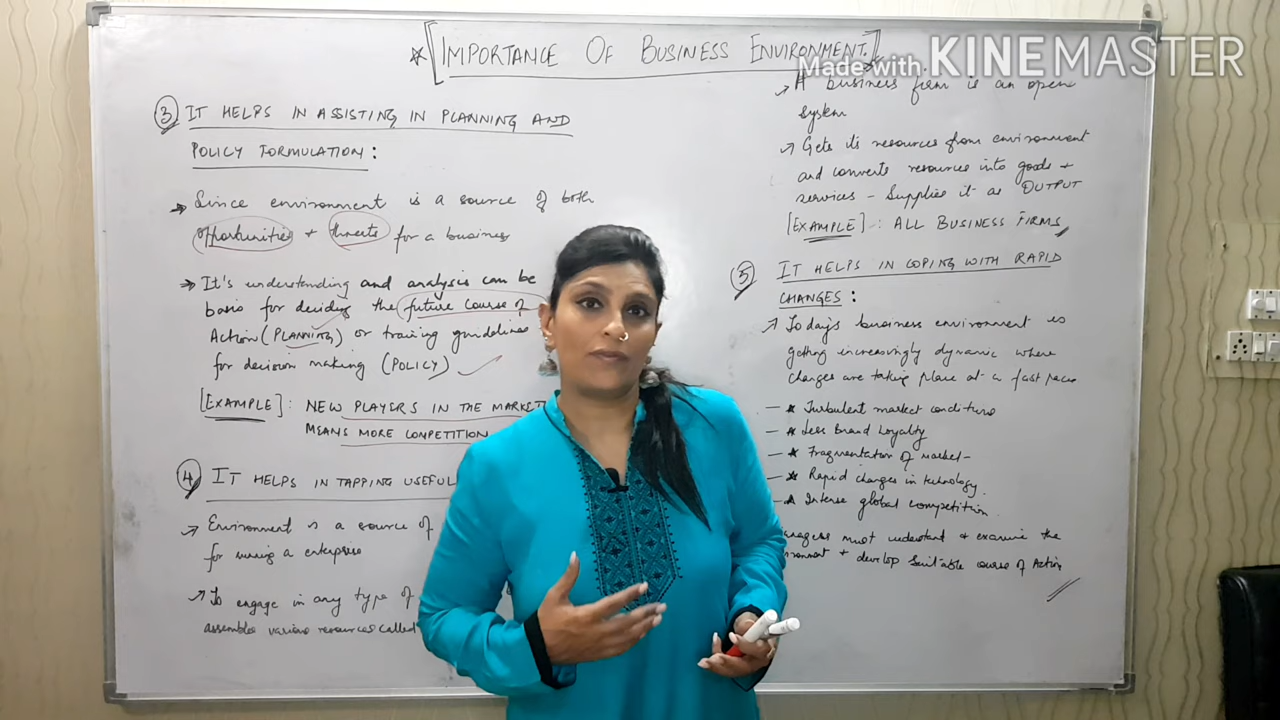 * [IMPORTANCE OF BUSINESS ENVIRONMENT.]
Made with KINEMASTER
③ IT HELPS IN ASSISTING IN PLANNING AND
POLICY FORMULATION :
→ Since environment is a source of both
opportunities + threats for a business
→ It's understanding and analysis can be
basis for deciding the future course of
Action (PLANNING) or training guidelines
for decision making (POLICY)
[EXAMPLE] : NEW PLAYERS IN THE MARKET
MEANS MORE COMPETITION
④ IT HELPS IN TAPPING USEFUL
→ Environment is a source of
for running a enterprise
→ To engage in any type of
assembles various resources called
→ A business firm is an open
system
→ Gets its resources from environment
and converts resources into goods +
services - Supplies it as OUTPUT
[EXAMPLE] : ALL BUSINESS FIRMS
⑤ IT HELPS IN COPING WITH RAPID
CHANGES :
→ Today's business environment is
getting increasingly dynamic where
changes are taking place at a fast pace
- * Turbulent market conditions
- * Less Brand Loyalty
- * Fragmentation of market
- * Rapid changes in technology
- * Intense global competition
must understant + examine the
+ develop Suitable course of Action